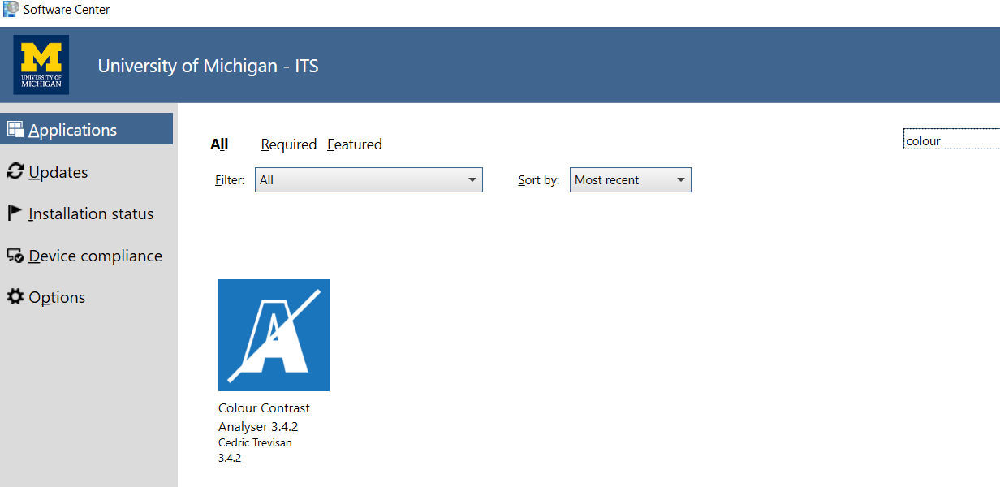 Software Center
M
UNIVERSITY OF
MICHIGAN
University of Michigan - ITS
Applications
Updates
Installation status
Device compliance
Options
All Required Featured
colour
Filter: All Sort by: Most recent
A
Colour Contrast
Analyser 3.4.2
Cedric Trevisan
3.4.2